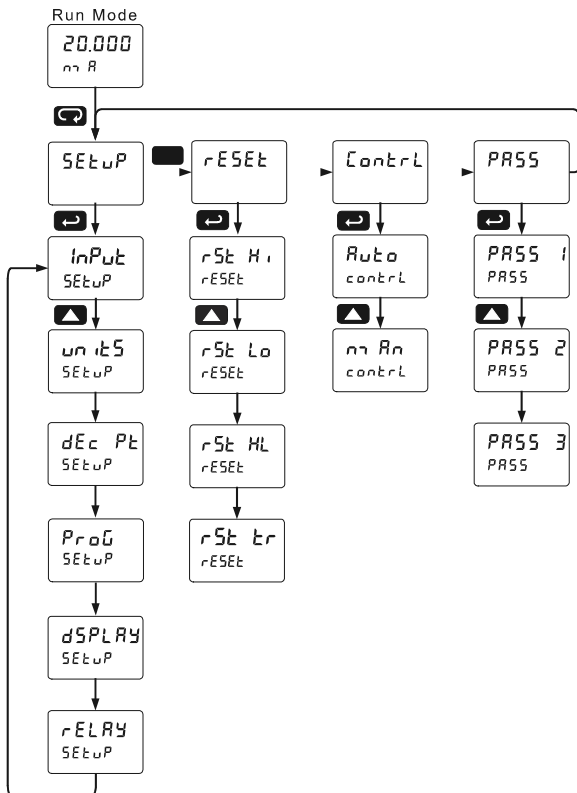 Run Mode
20.000
mA
SEtuP
rESEt
ContrL
PASS
InPut
SEtuP
rSt Hi
rESEt
Auto
contrL
PASS 1
PASS
unitS
SEtuP
rSt Lo
rESEt
mAn
contrL
PASS 2
PASS
dEc Pt
SEtuP
rSt HL
rESEt
PASS 3
PASS
ProG
SEtuP
rSt tr
rESEt
dSPLAY
SEtuP
rELAY
SEtuP